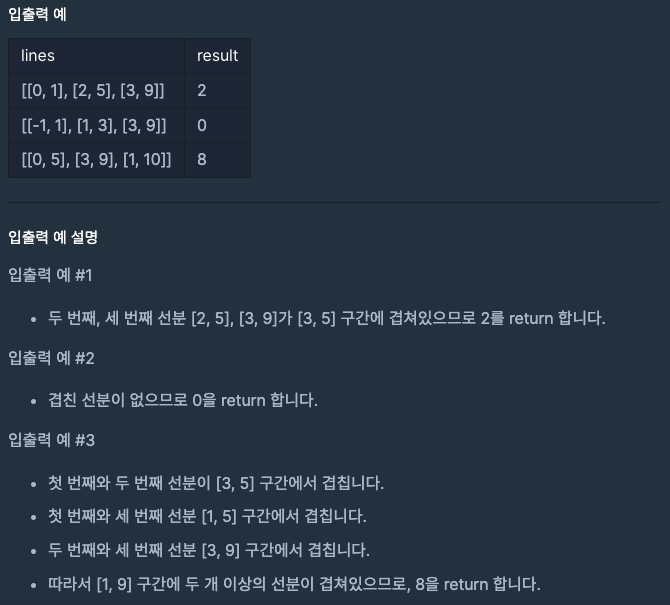 입출력 예
lines result
[[0, 1], [2, 5], [3, 9]] 2
[[-1, 1], [1, 3], [3, 9]] 0
[[0, 5], [3, 9], [1, 10]] 8
입출력 예 설명
입출력 예 #1
• 두 번째, 세 번째 선분 [2, 5], [3, 9]가 [3, 5] 구간에 겹쳐있으므로 2를 return 합니다.
입출력 예 #2
• 겹친 선분이 없으므로 0을 return 합니다.
입출력 예 #3
• 첫 번째와 두 번째 선분이 [3, 5] 구간에서 겹칩니다.
• 첫 번째와 세 번째 선분 [1, 5] 구간에서 겹칩니다.
• 두 번째와 세 번째 선분 [3, 9] 구간에서 겹칩니다.
• 따라서 [1, 9] 구간에 두 개 이상의 선분이 겹쳐있으므로, 8을 return 합니다.